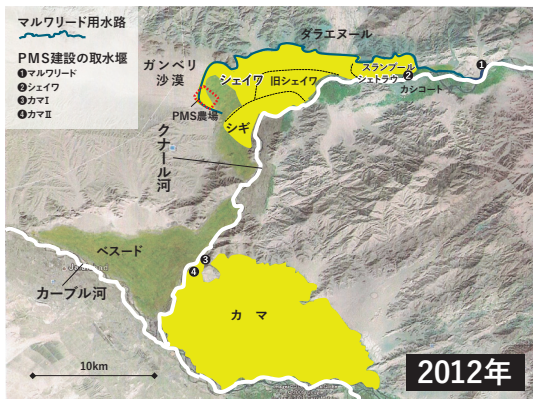 マルワリード用水路
PMS建設の取水堰
❶マルワリード
❷シェイワ
❸カマⅠ
❹カマⅡ
ダラエヌール
ガンベリ
沙漠
シェイワ
旧シェイワ
スランプール
シェトラウ
❷
❶
カシコート
PMS農場
シギ
クナール河
ベスード
❸
❹
カーブル河
カマ
10km
2012年